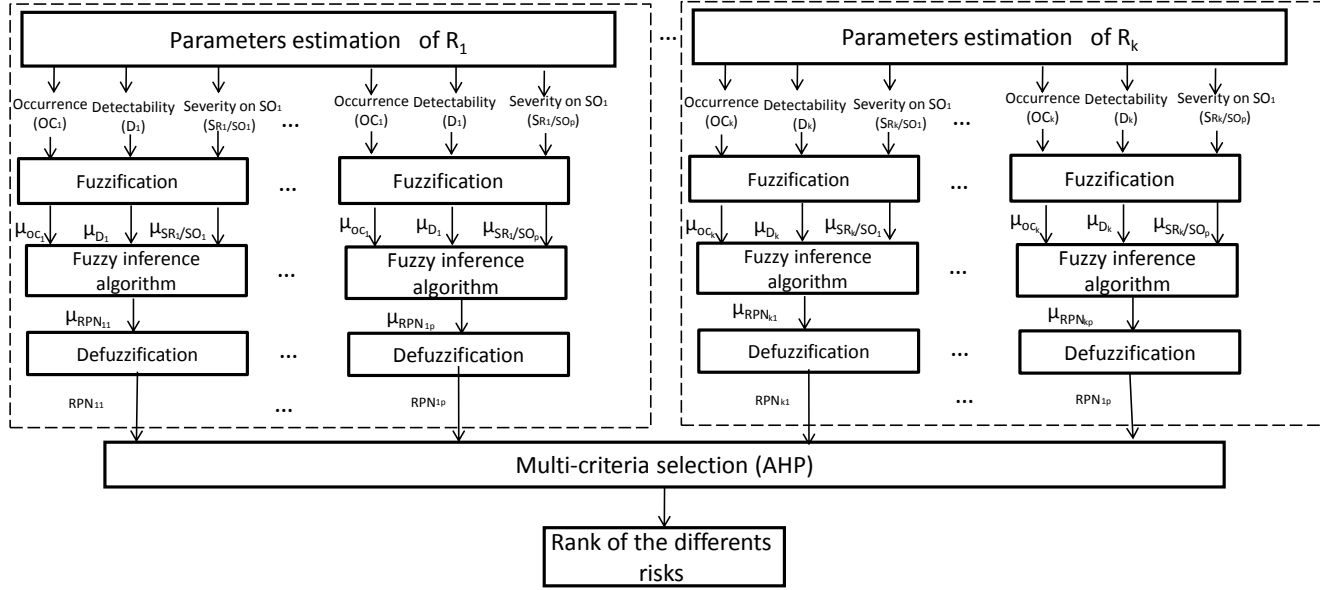 Parameters estimation of R1
...
Parameters estimation of Rk
Occurrence
(OC1)
Detectability
(D1)
Severity on SO1
(SR1/SO1)
...
Occurrence
(OC1)
Detectability
(D1)
Severity on SO1
(SR1/SOp)
Occurrence
(OCk)
Detectability
(Dk)
Severity on SO1
(SRk/SO1)
...
Occurrence
(OCk)
Detectability
(Dk)
Severity on SO1
(SRk/SOp)
Fuzzification
...
Fuzzification
Fuzzification
...
Fuzzification
μOC1
μD1
μSR1/SO1
μOC1
μD1
μSR1/SOp
μOCk
μDk
μSRk/SO1
μOCk
μDk
μSRk/SOp
Fuzzy inference
algorithm
...
Fuzzy inference
algorithm
Fuzzy inference
algorithm
...
Fuzzy inference
algorithm
μRPN11
μRPN1p
μRPNk1
μRPNkp
Defuzzification
...
Defuzzification
Defuzzification
...
Defuzzification
RPN11
...
RPN1p
RPNk1
...
RPN1p
Multi-criteria selection (AHP)
Rank of the differents
risks